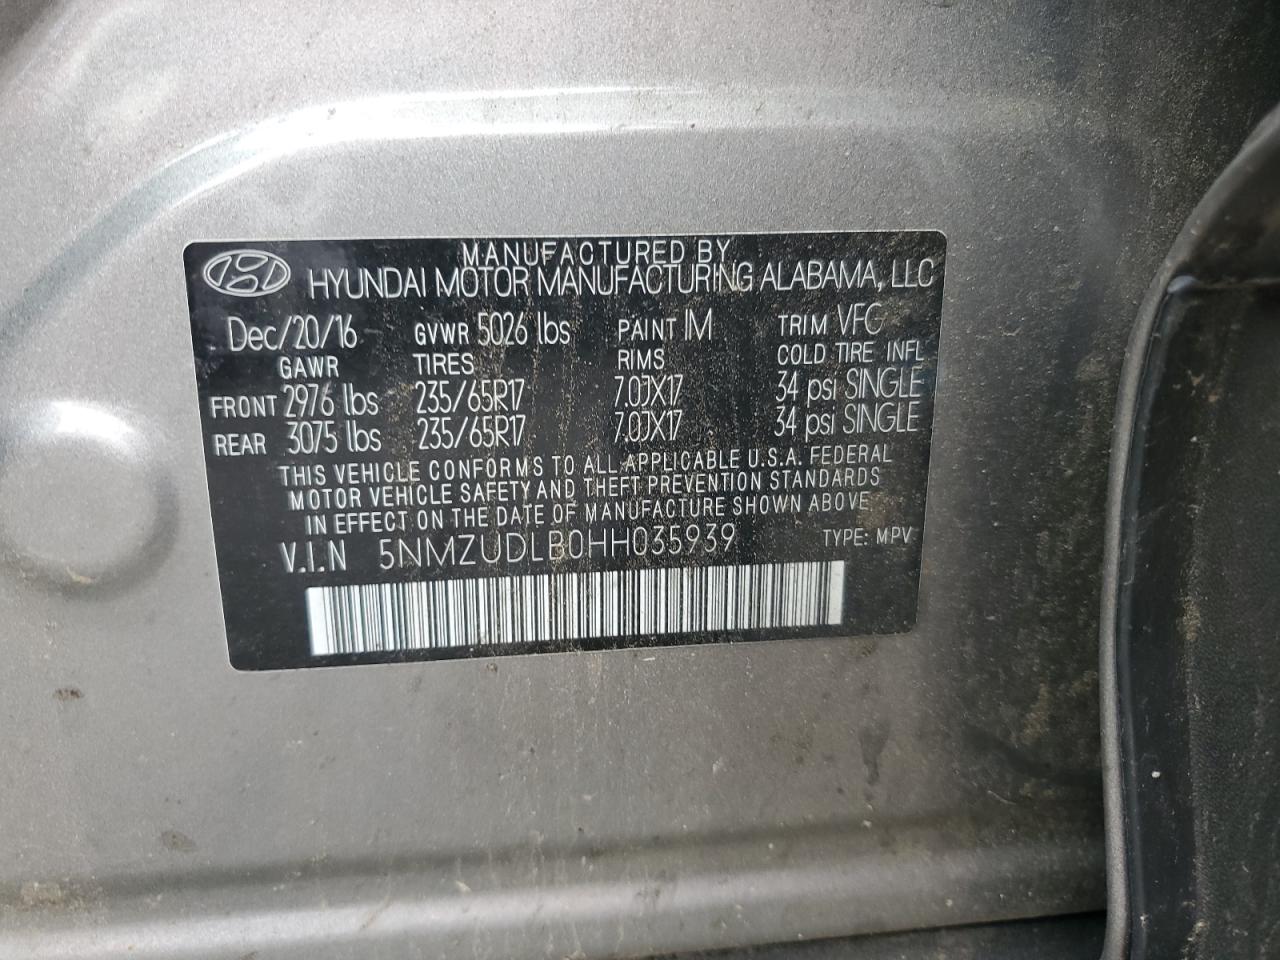 MANUFACTURED BY
HYUNDAI MOTOR MANUFACTURING ALABAMA, LLC
Dec/20/16 GVWR 5026 lbs PAINT IM TRIM VFC
GAWR TIRES RIMS COLD TIRE INFL
FRONT 2976 lbs 235/65R17 7.0JX17 34 psi SINGLE
REAR 3075 lbs 235/65R17 7.0JX17 34 psi SINGLE
THIS VEHICLE CONFORMS TO ALL APPLICABLE U.S.A. FEDERAL
MOTOR VEHICLE SAFETY AND THEFT PREVENTION STANDARDS
IN EFFECT ON THE DATE OF MANUFACTURE SHOWN ABOVE
V.I.N 5NMZUDLB0HH035939 TYPE: MPV